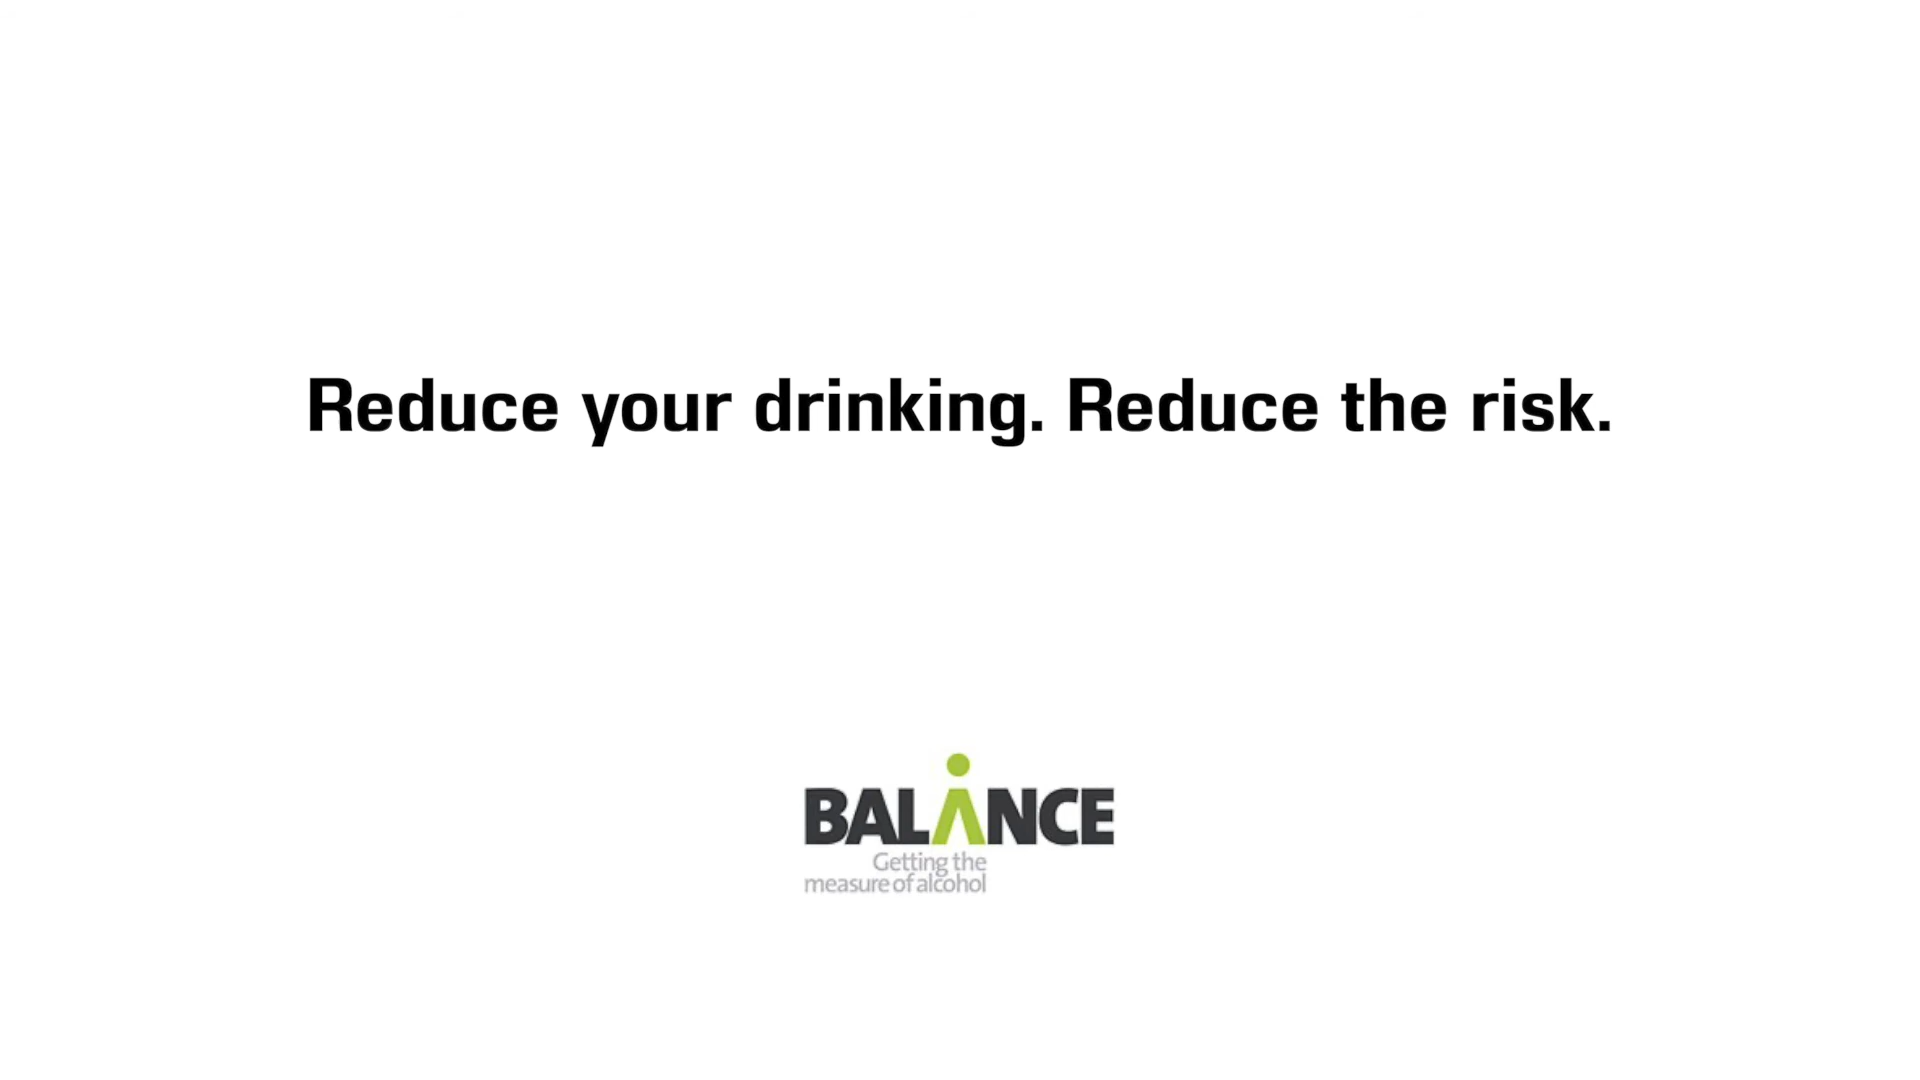 Reduce your drinking. Reduce the risk.
BALANCE
Getting the
measure of alcohol